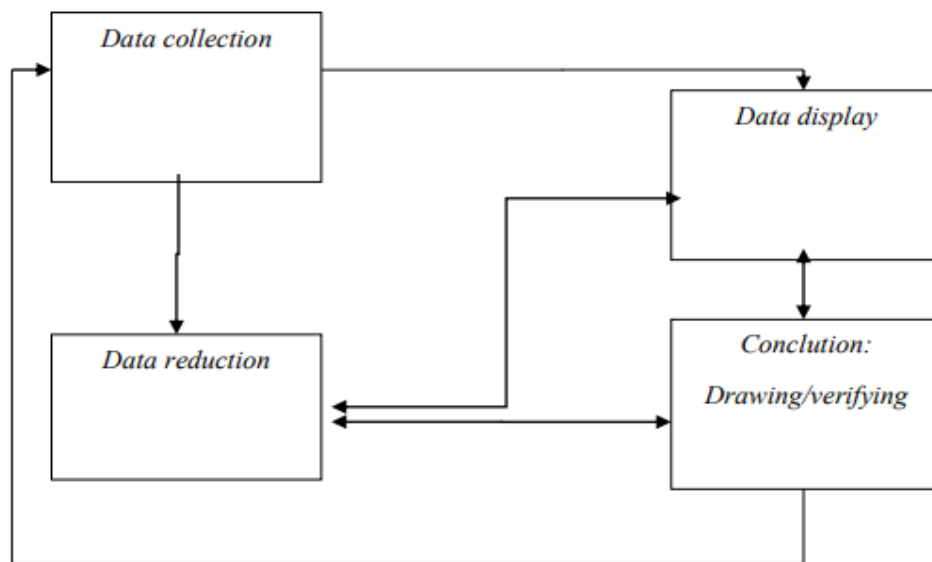 Data collection
Data display
Data reduction
Conclution:
Drawing/verifying